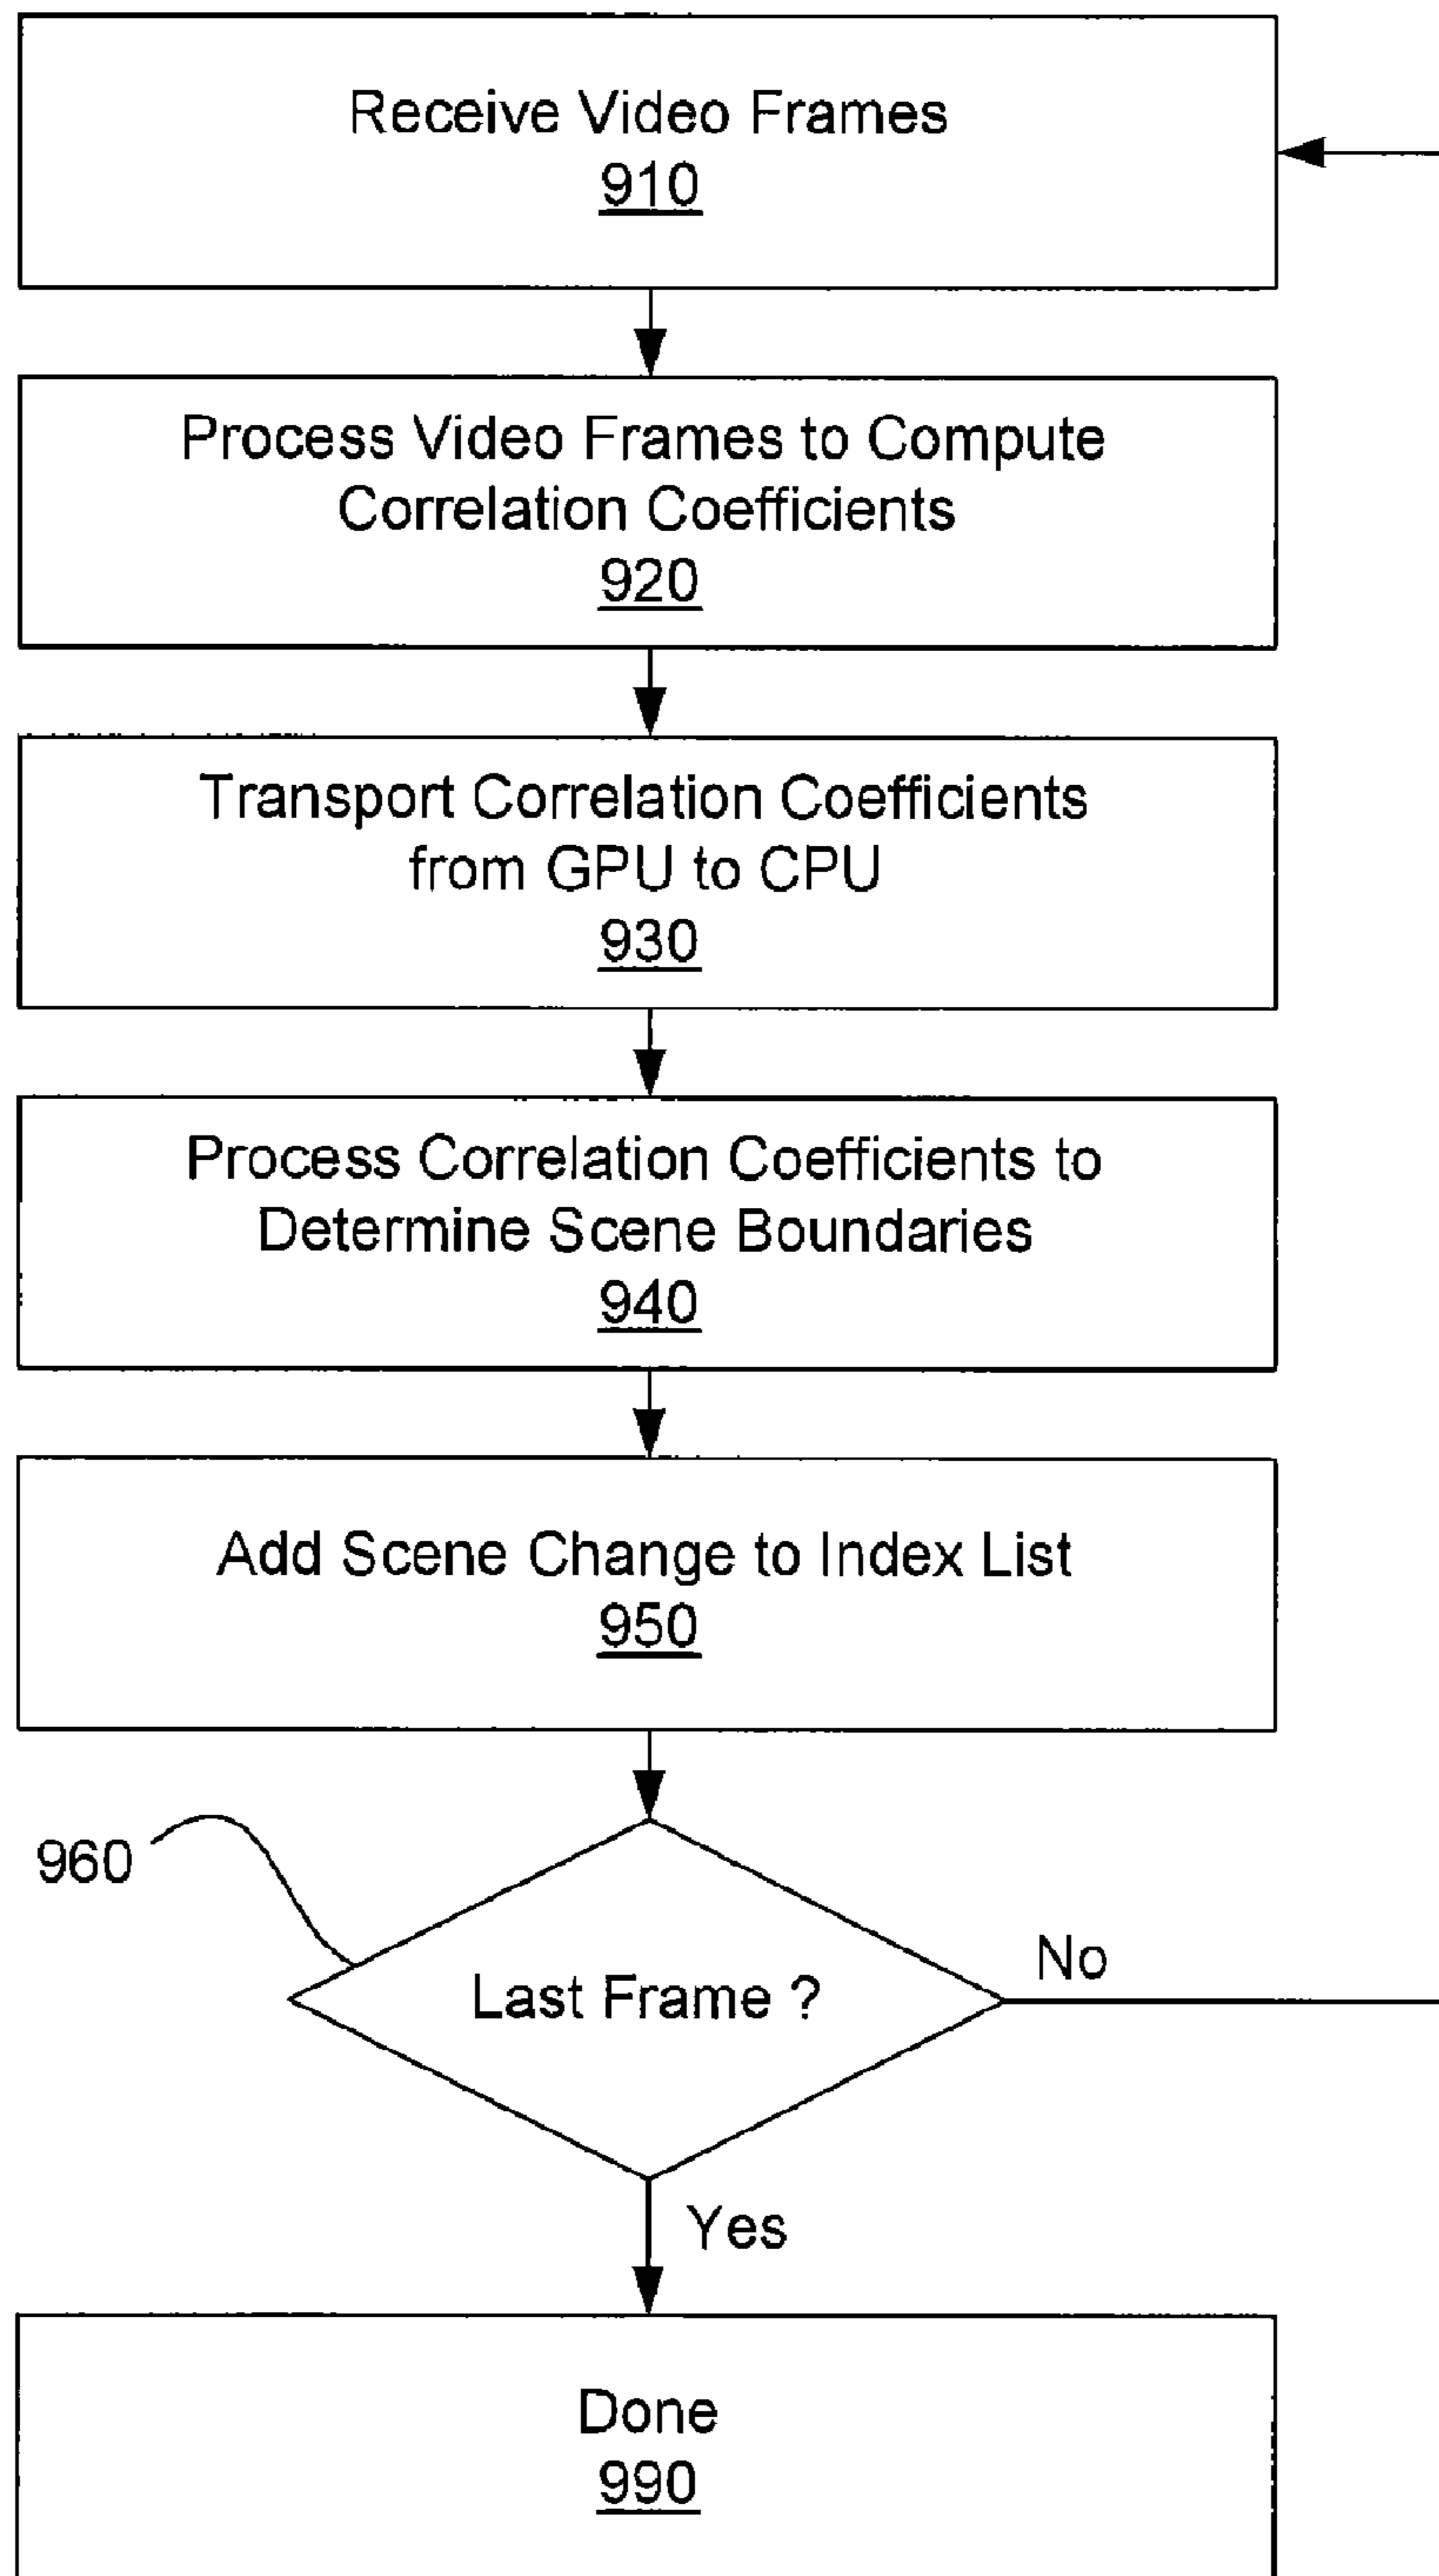 Receive Video Frames
910
Process Video Frames to Compute
Correlation Coefficients
920
Transport Correlation Coefficients
from GPU to CPU
930
Process Correlation Coefficients to
Determine Scene Boundaries
940
Add Scene Change to Index List
950
960
Last Frame ?
No
Yes
Done
990